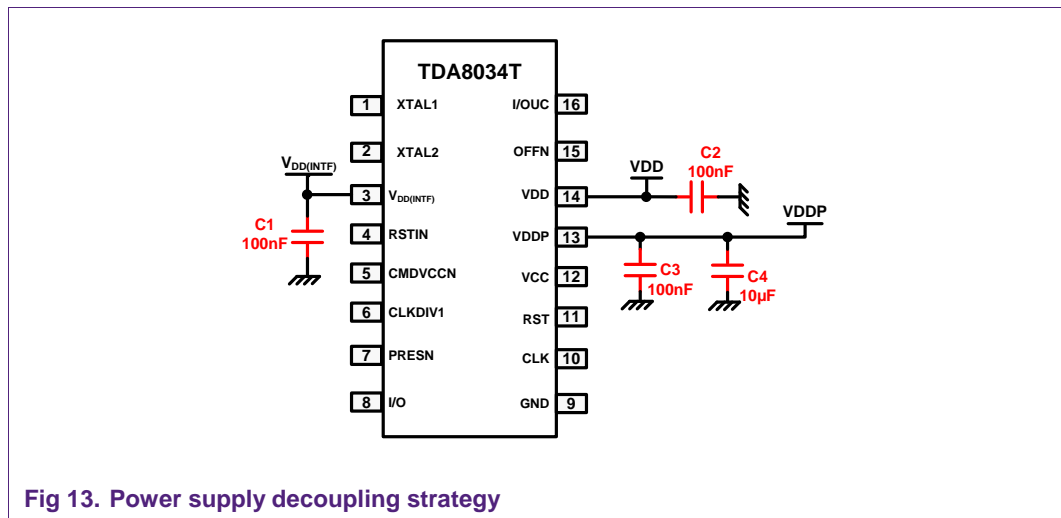 TDA8034T
1 XTAL1
2 XTAL2
3 VDD(INTF)
4 RSTIN
5 CMDVCCN
6 CLKDIV1
7 PRESN
8 I/O
I/OUC 16
OFFN 15
VDD 14
VDDP 13
VCC 12
RST 11
CLK 10
GND 9
VDD(INTF)
C1
100nF
VDD
C2
100nF
VDDP
C3
100nF
C4
10µF
Fig 13. Power supply decoupling strategy